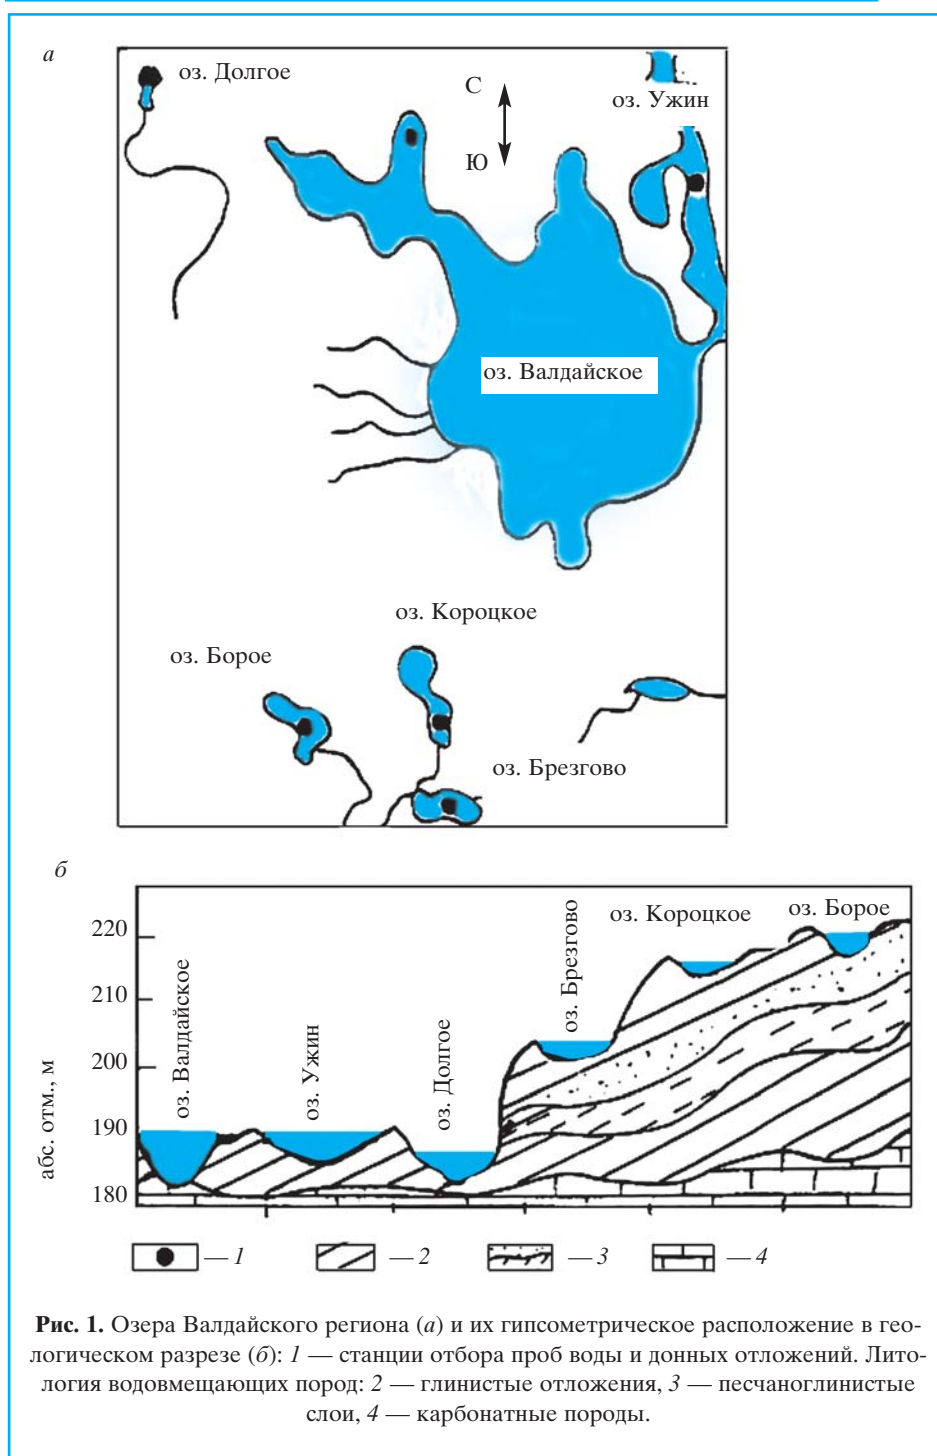 а
оз. Долгое
С
Ю
оз. Ужин
оз. Валдайское
оз. Короцкое
оз. Борое
оз. Брезгово
б
абс. отм., м
220
210
200
190
180
оз. Валдайское
оз. Ужин
оз. Долгое
оз. Брезгово
оз. Короцкое
оз. Борое
— 1
— 2
— 3
— 4
Рис. 1. Озера Валдайского региона (а) и их гипсометрическое расположение в гео-
логическом разрезе (б): 1 — станции отбора проб воды и донных отложений. Лито-
логия водовмещающих пород: 2 — глинистые отложения, 3 — песчаноглинистые
слои, 4 — карбонатные породы.